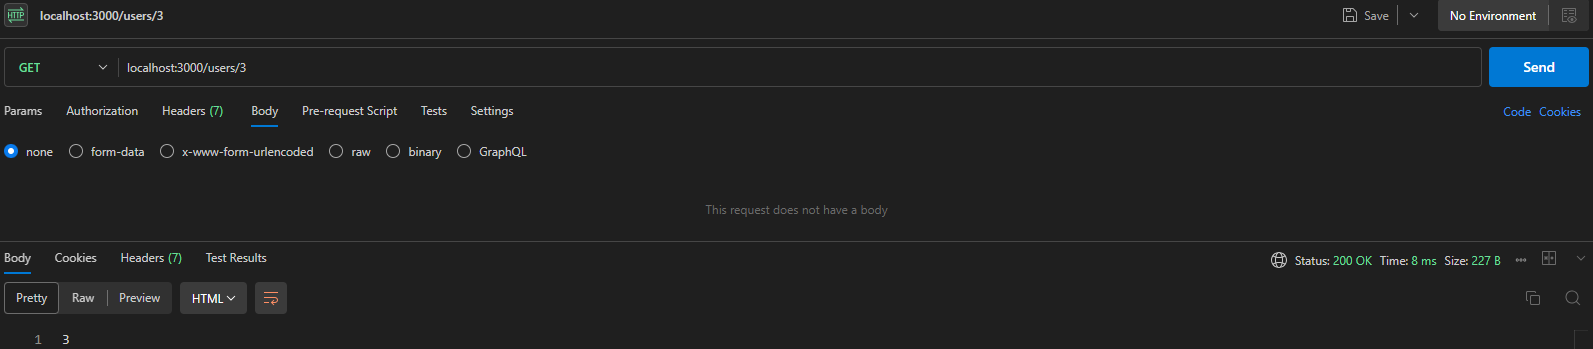 HTTP localhost:3000/users/3 Save No Environment
GET localhost:3000/users/3 Send
Params Authorization Headers (7) Body Pre-request Script Tests Settings Code Cookies
none form-data x-www-form-urlencoded raw binary GraphQL
This request does not have a body
Body Cookies Headers (7) Test Results Status: 200 OK Time: 8 ms Size: 227 B
Pretty Raw Preview HTML
1 3